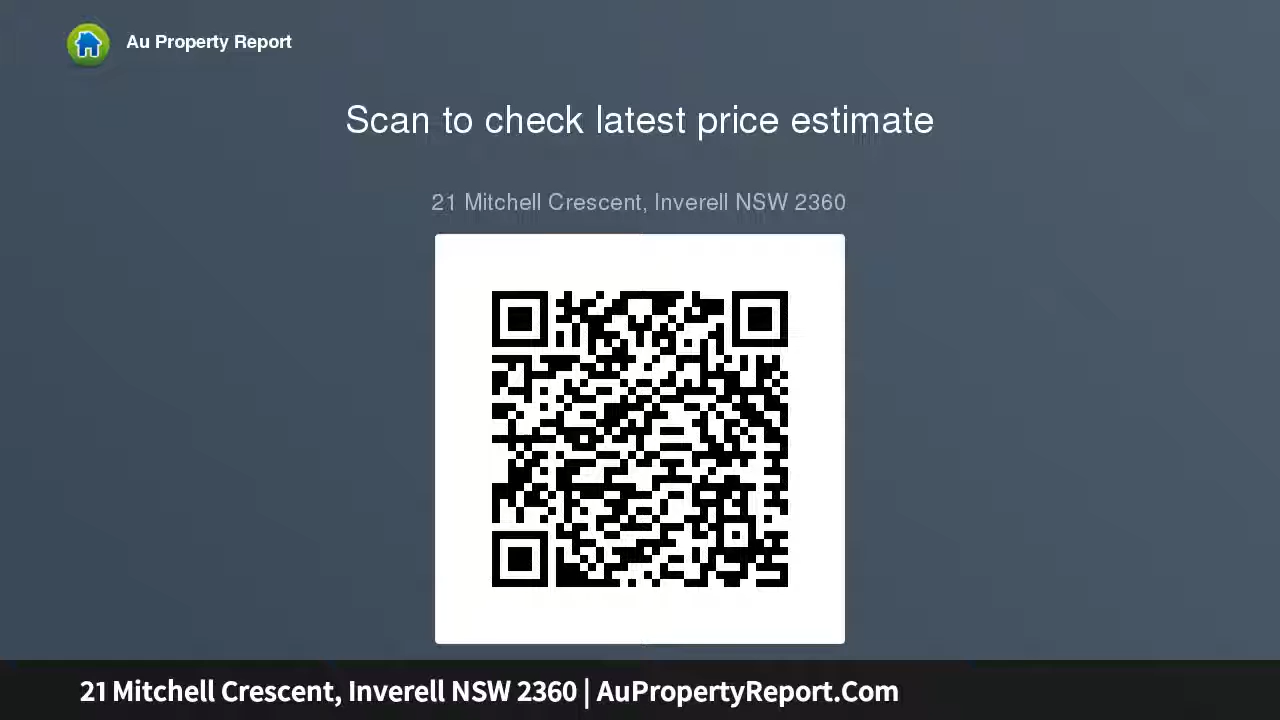 Au Property Report
Scan to check latest price estimate
21 Mitchell Crescent, Inverell NSW 2360
21 Mitchell Crescent, Inverell NSW 2360 | AuPropertyReport.Com